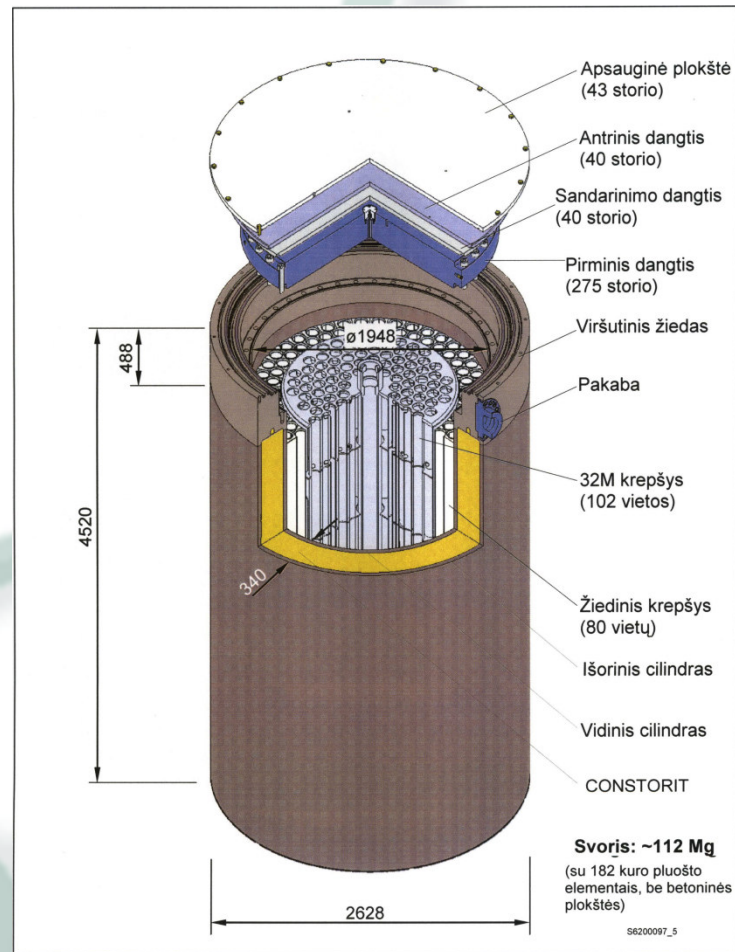 Apsauginė plokštė
(43 storio)
Antrinis dangtis
(40 storio)
Sandarinimo dangtis
(40 storio)
Pirminis dangtis
(275 storio)
Viršutinis žiedas
ø1948
488
Pakaba
32M krepšys
(102 vietos)
4520
340
Žiedinis krepšys
(80 vietų)
Išorinis cilindras
Vidinis cilindras
CONSTORIT
Svoris: ~112 Mg
(su 182 kuro pluošto
elementais, be betoninės
plokštės)
2628
S6200097_5